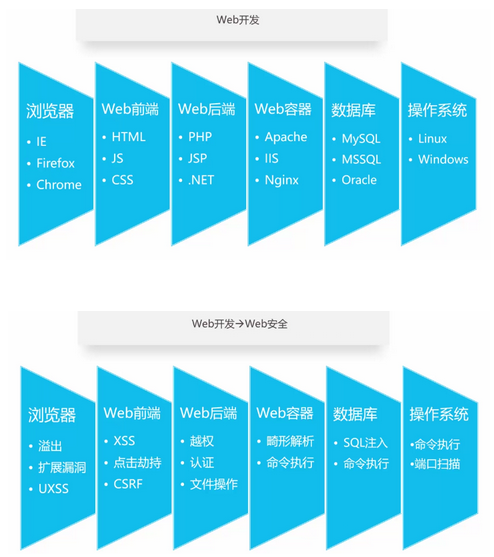 Web开发
浏览器
• IE
• Firefox
• Chrome
Web前端
• HTML
• JS
• CSS
Web后端
• PHP
• JSP
• .NET
Web容器
• Apache
• IIS
• Nginx
数据库
• MySQL
• MSSQL
• Oracle
操作系统
• Linux
• Windows
Web开发→Web安全
浏览器
• 溢出
• 扩展漏洞
• UXSS
Web前端
• XSS
• 点击劫持
• CSRF
Web后端
• 越权
• 认证
• 文件操作
Web容器
• 畸形解析
• 命令执行
数据库
• SQL注入
• 命令执行
操作系统
•命令执行
•端口扫描